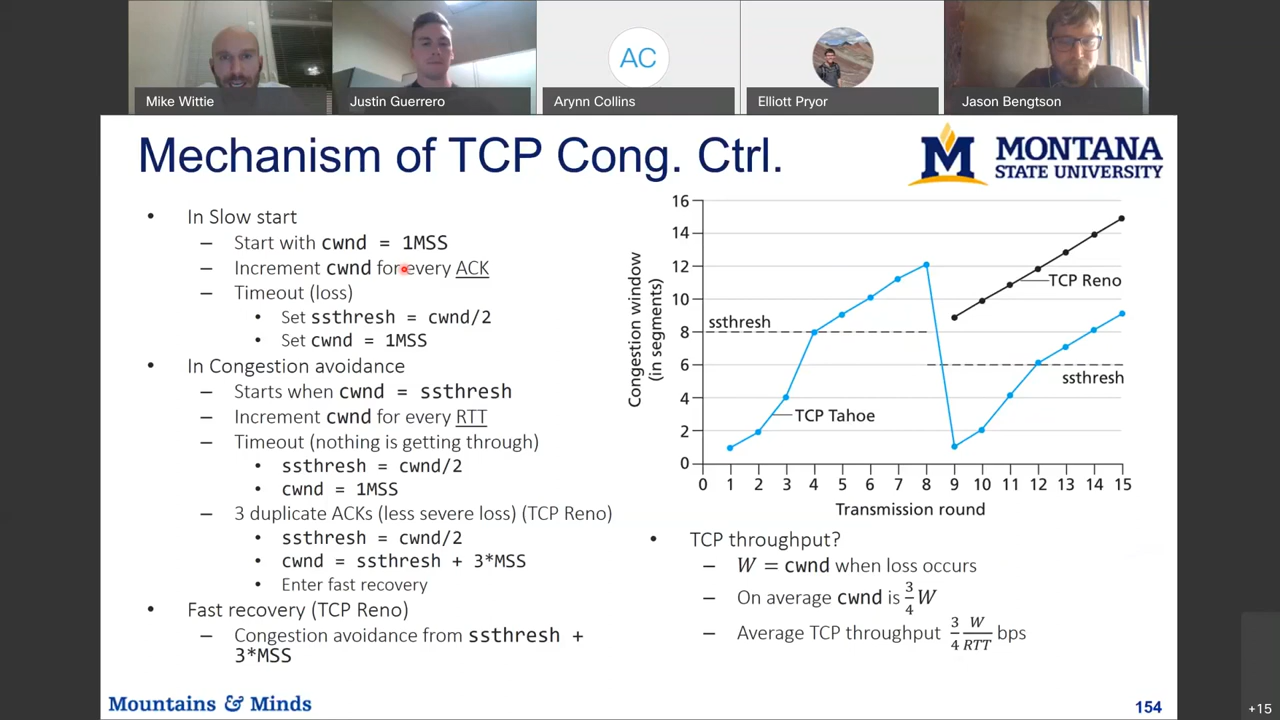 Mike Wittie
Justin Guerrero
AC
Arynn Collins
Elliott Pryor
Jason Bengtson
Mechanism of TCP Cong. Ctrl.
M MONTANA
STATE UNIVERSITY
• In Slow start
– Start with cwnd = 1MSS
– Increment cwnd for every ACK
– Timeout (loss)
• Set ssthresh = cwnd/2
• Set cwnd = 1MSS
• In Congestion avoidance
– Starts when cwnd = ssthresh
– Increment cwnd for every RTT
– Timeout (nothing is getting through)
• ssthresh = cwnd/2
• cwnd = 1MSS
– 3 duplicate ACKs (less severe loss) (TCP Reno)
• ssthresh = cwnd/2
• cwnd = ssthresh + 3*MSS
• Enter fast recovery
• Fast recovery (TCP Reno)
– Congestion avoidance from ssthresh +
3*MSS
Congestion window
(in segments)
16
14
12
10
8
6
4
2
0
ssthresh
TCP Tahoe
TCP Reno
ssthresh
0 1 2 3 4 5 6 7 8 9 10 11 12 13 14 15
Transmission round
• TCP throughput?
– W = cwnd when loss occurs
– On average cwnd is 3/4 W
– Average TCP throughput 3/4 W/RTT bps
Mountains & Minds
154
+15